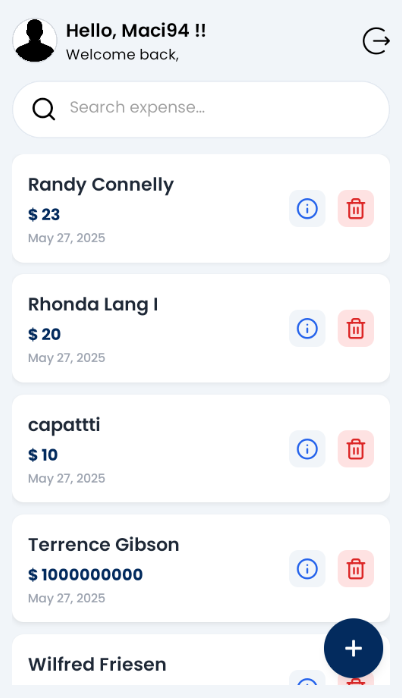 Hello, Maci94 !!
Welcome back,
Search expense...
Randy Connelly
$ 23
May 27, 2025
Rhonda Lang I
$ 20
May 27, 2025
capattti
$ 10
May 27, 2025
Terrence Gibson
$ 1000000000
May 27, 2025
Wilfred Friesen